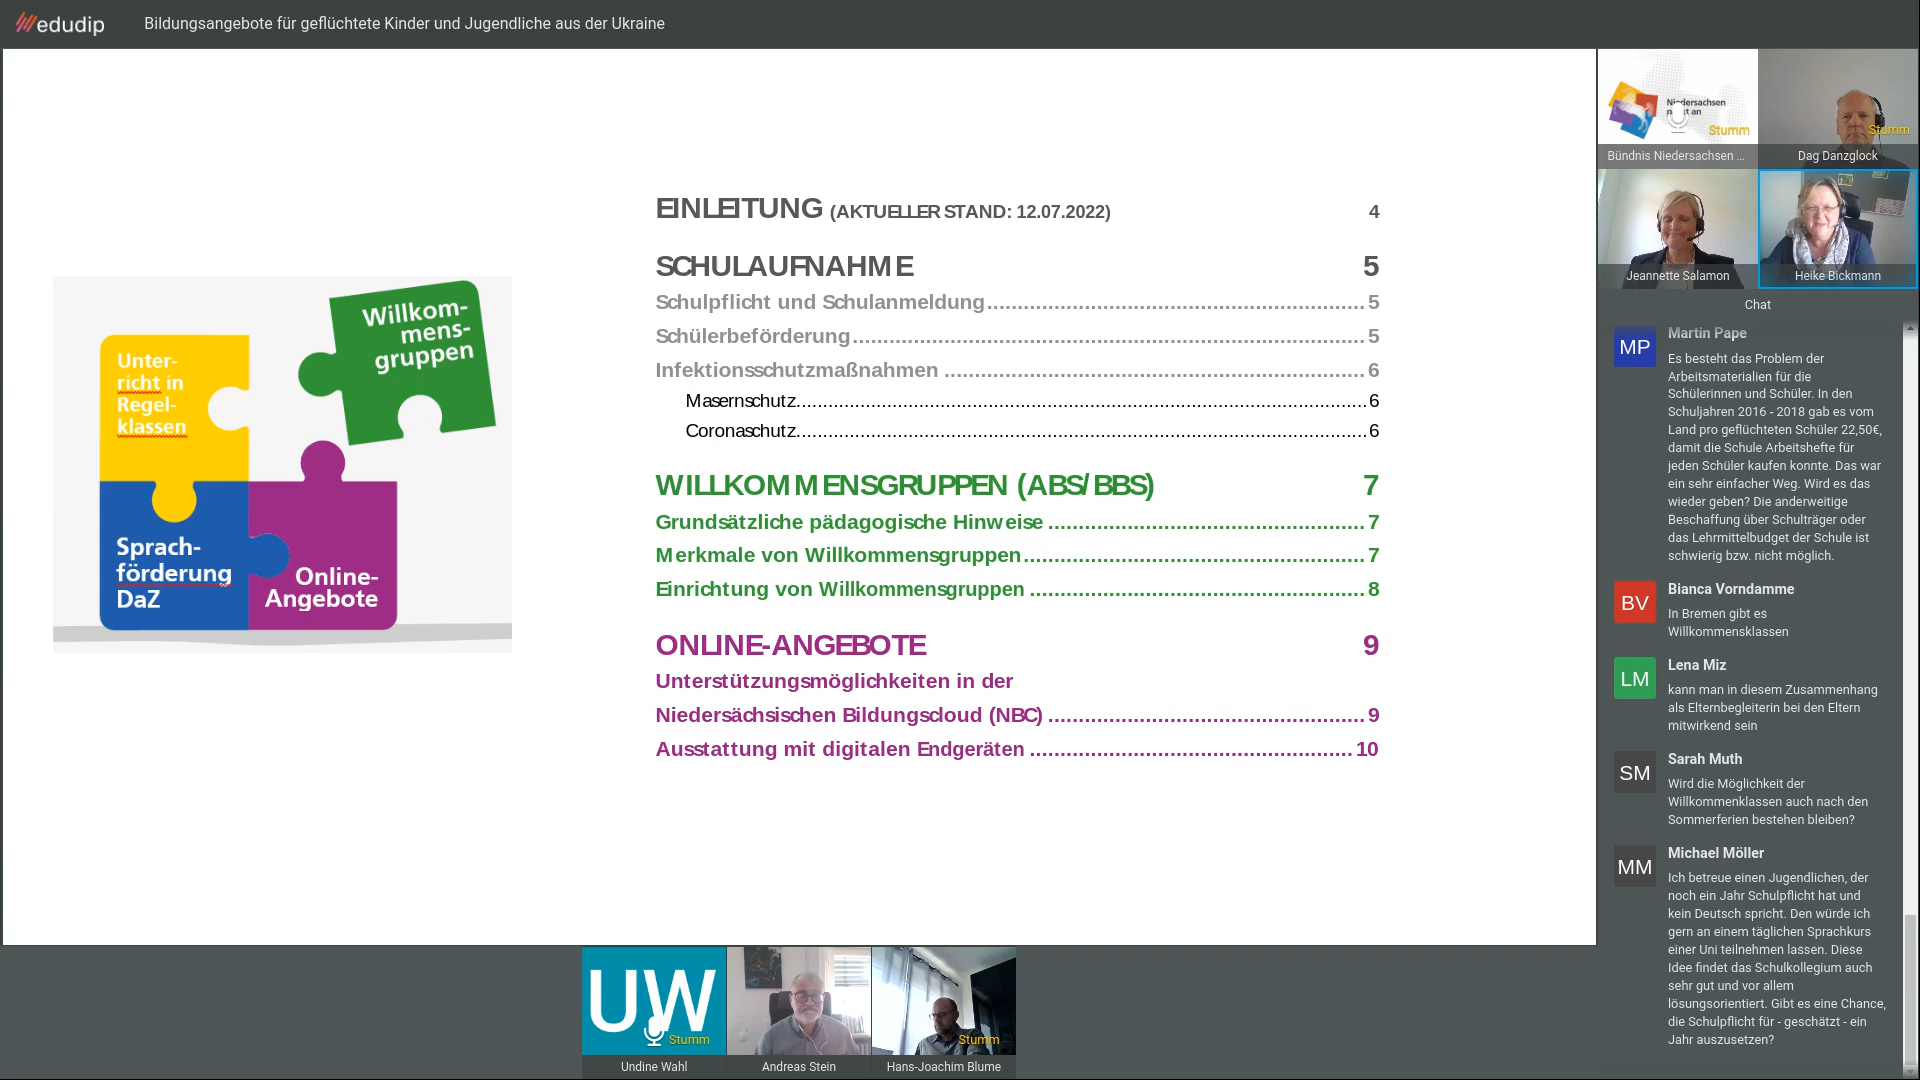 edudip
Bildungsangebote für geflüchtete Kinder und Jugendliche aus der Ukraine
Willkom-
mens-
gruppen
Unter-
richt in
Regel-
klassen
Sprach-
förderung
DaZ
Online-
Angebote
EINLEITUNG (AKTUELLER STAND: 12.07.2022) 4
SCHULAUFNAHME 5
Schulpflicht und Schulanmeldung 5
Schülerbeförderung 5
Infektionsschutzmaßnahmen 6
Masernschutz 6
Coronaschutz 6
WILLKOMMENSGRUPPEN (ABS/BBS) 7
Grundsätzliche pädagogische Hinweise 7
Merkmale von Willkommensgruppen 7
Einrichtung von Willkommensgruppen 8
ONLINE-ANGEBOTE 9
Unterstützungsmöglichkeiten in der
Niedersächsischen Bildungscloud (NBC) 9
Ausstattung mit digitalen Endgeräten 10
Niedersachsen
packt an
Stumm
Bündnis Niedersachsen ...
Stumm
Dag Danzglock
Jeannette Salamon
Heike Bickmann
Chat
MP
Martin Pape
Es besteht das Problem der
Arbeitsmaterialien für die
Schülerinnen und Schüler. In den
Schuljahren 2016 - 2018 gab es vom
Land pro geflüchteten Schüler 22,50€,
damit die Schule Arbeitshefte für
jeden Schüler kaufen konnte. Das war
ein sehr einfacher Weg. Wird es das
wieder geben? Die anderweitige
Beschaffung über Schulträger oder
das Lehrmittelbudget der Schule ist
schwierig bzw. nicht möglich.
BV
Bianca Vorndamme
In Bremen gibt es
Willkommensklassen
LM
Lena Miz
kann man in diesem Zusammenhang
als Elternbegleiterin bei den Eltern
mitwirkend sein
SM
Sarah Muth
Wird die Möglichkeit der
Willkommenklassen auch nach den
Sommerferien bestehen bleiben?
MM
Michael Möller
Ich betreue einen Jugendlichen, der
noch ein Jahr Schulpflicht hat und
kein Deutsch spricht. Den würde ich
gern an einem täglichen Sprachkurs
einer Uni teilnehmen lassen. Diese
Idee findet das Schulkollegium auch
sehr gut und vor allem
lösungsorientiert. Gibt es eine Chance,
die Schulpflicht für - geschätzt - ein
Jahr auszusetzen?
UW
Stumm
Undine Wahl
Andreas Stein
Stumm
Hans-Joachim Blume